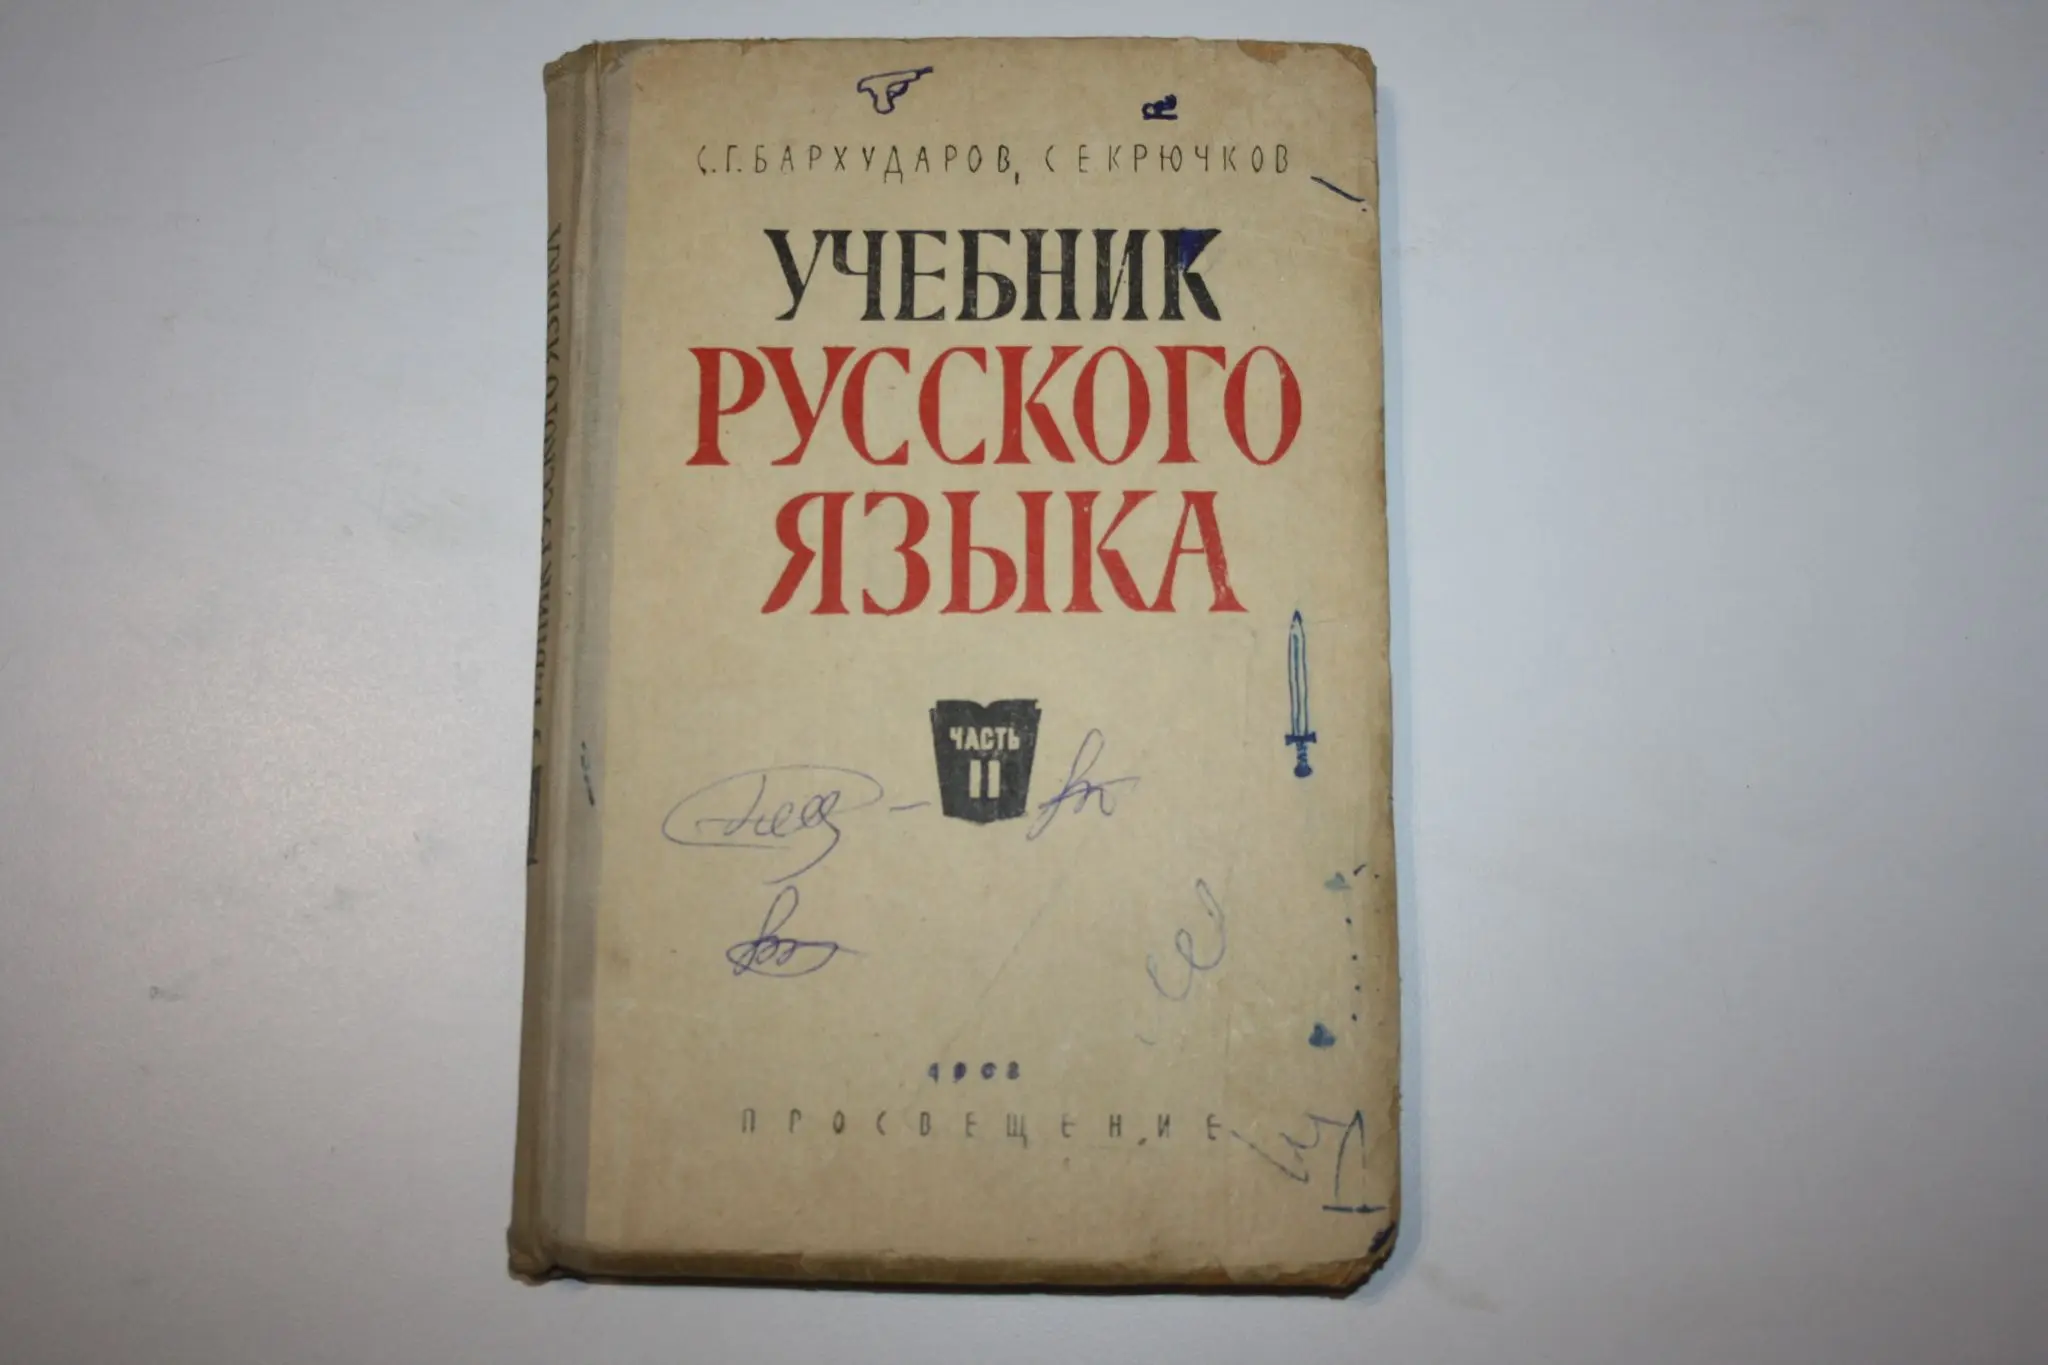 С.Г.БАРХУДАРОВ, С Е КРЮЧКОВ
УЧЕБНИК
РУССКОГО
ЯЗЫКА
ЧАСТЬ
II
ПРОСВЕЩЕНИЕ